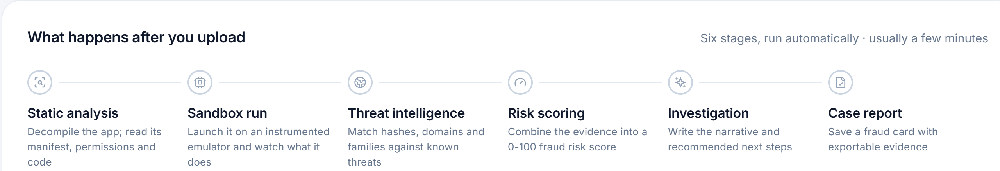 What happens after you upload
Six stages, run automatically · usually a few minutes
Static analysis
Decompile the app; read its
manifest, permissions and
code
Sandbox run
Launch it on an instrumented
emulator and watch what it
does
Threat intelligence
Match hashes, domains and
families against known
threats
Risk scoring
Combine the evidence into a
0-100 fraud risk score
Investigation
Write the narrative and
recommended next steps
Case report
Save a fraud card with
exportable evidence